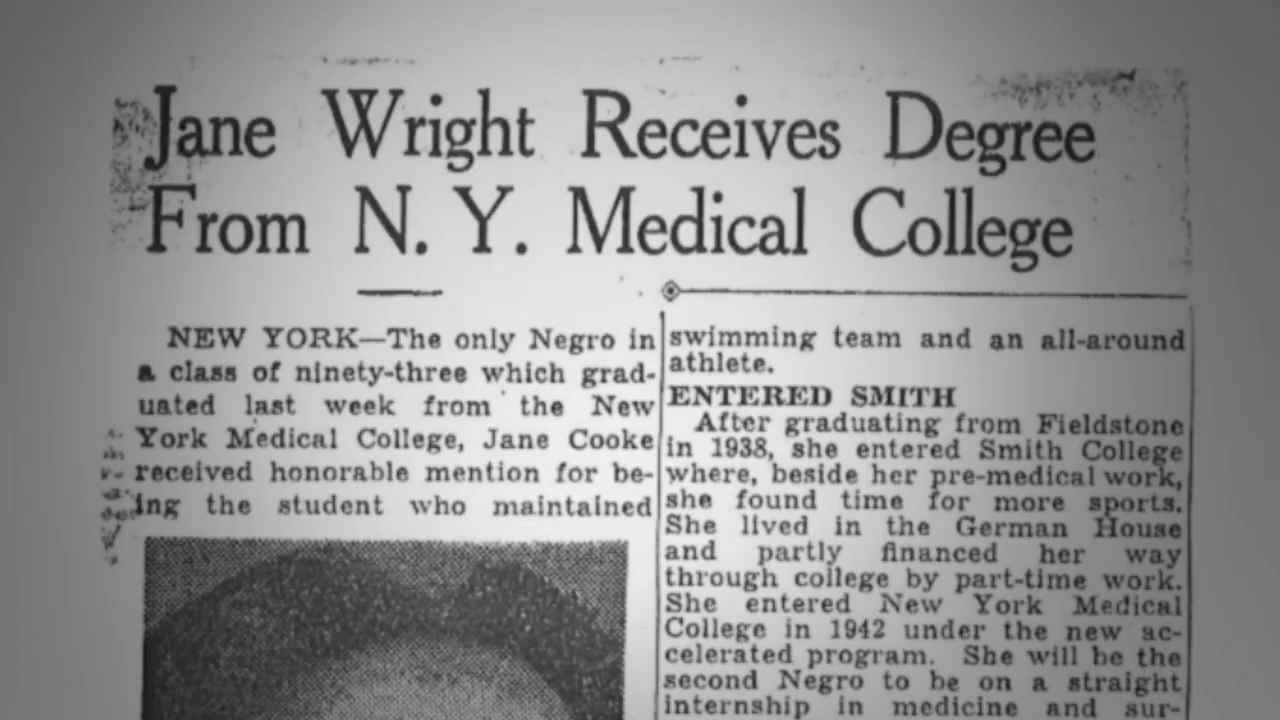 Jane Wright Receives Degree
From N. Y. Medical College
NEW YORK—The only Negro in
a class of ninety-three which grad-
uated last week from the New
York Medical College, Jane Cooke
received honorable mention for be-
ing the student who maintained
swimming team and an all-around
athlete.
ENTERED SMITH
After graduating from Fieldstone
in 1938, she entered Smith College
where, beside her pre-medical work,
she found time for more sports.
She lived in the German House
and partly financed her way
through college by part-time work.
She entered New York Medical
College in 1942 under the new ac-
celerated program. She will be the
second Negro to be on a straight
internship in medicine and sur-